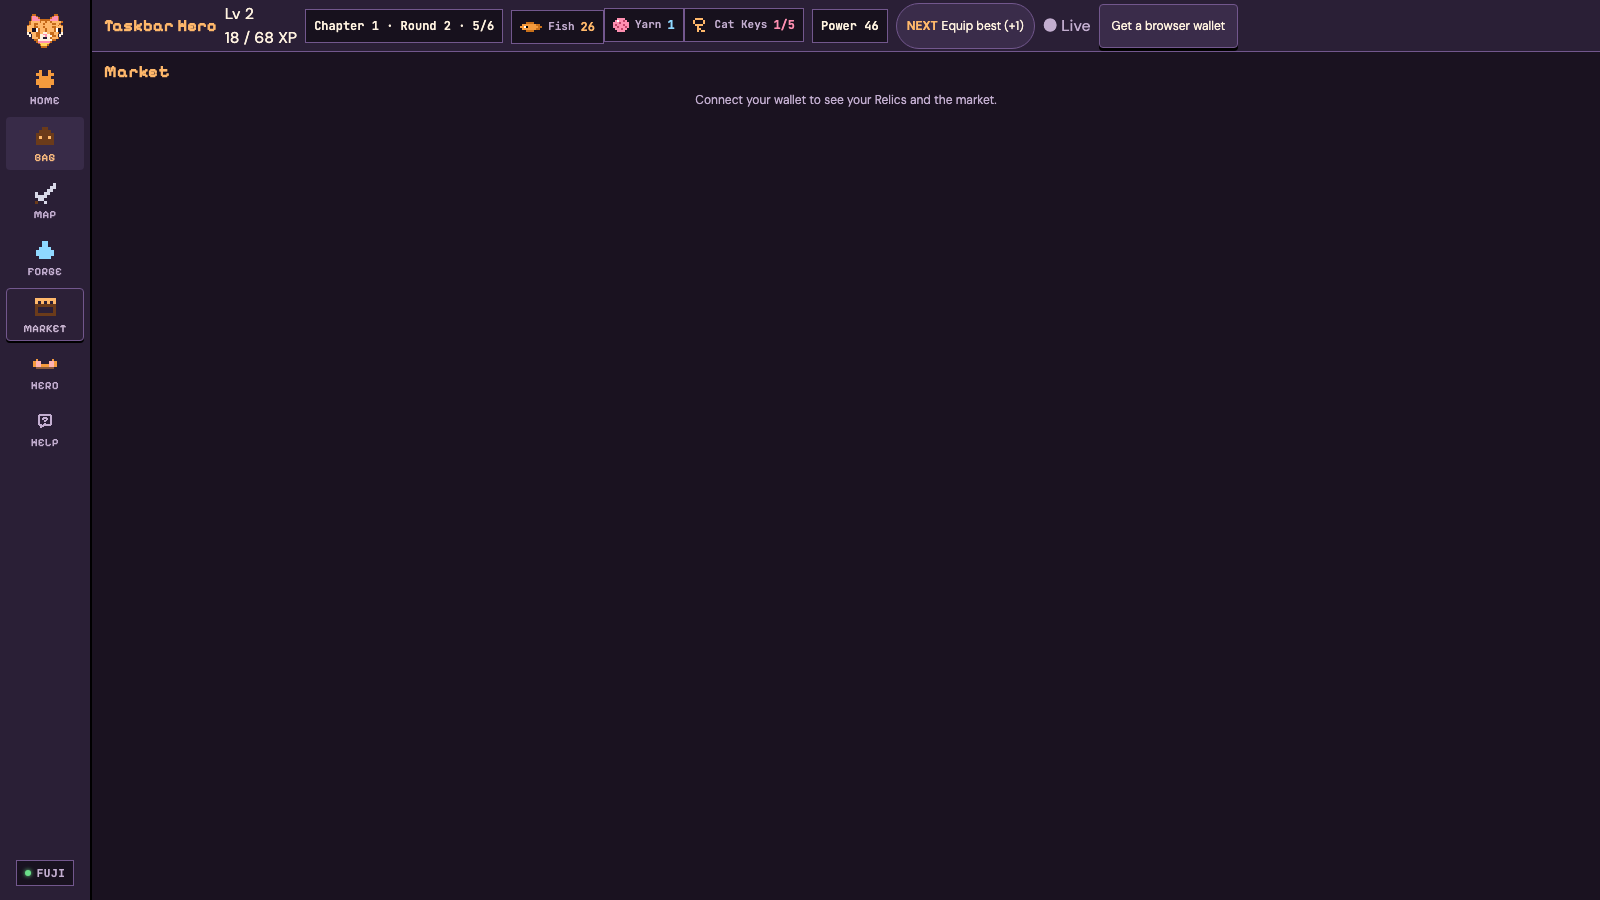 Taskbar Hero
Lv 2
18 / 68 XP
Chapter 1 · Round 2 · 5/6
Fish 26
Yarn 1
Cat Keys 1/5
Power 46
NEXT Equip best (+1)
Live
Get a browser wallet
HOME
BAG
MAP
FORGE
MARKET
HERO
HELP
FUJI
Market
Connect your wallet to see your Relics and the market.